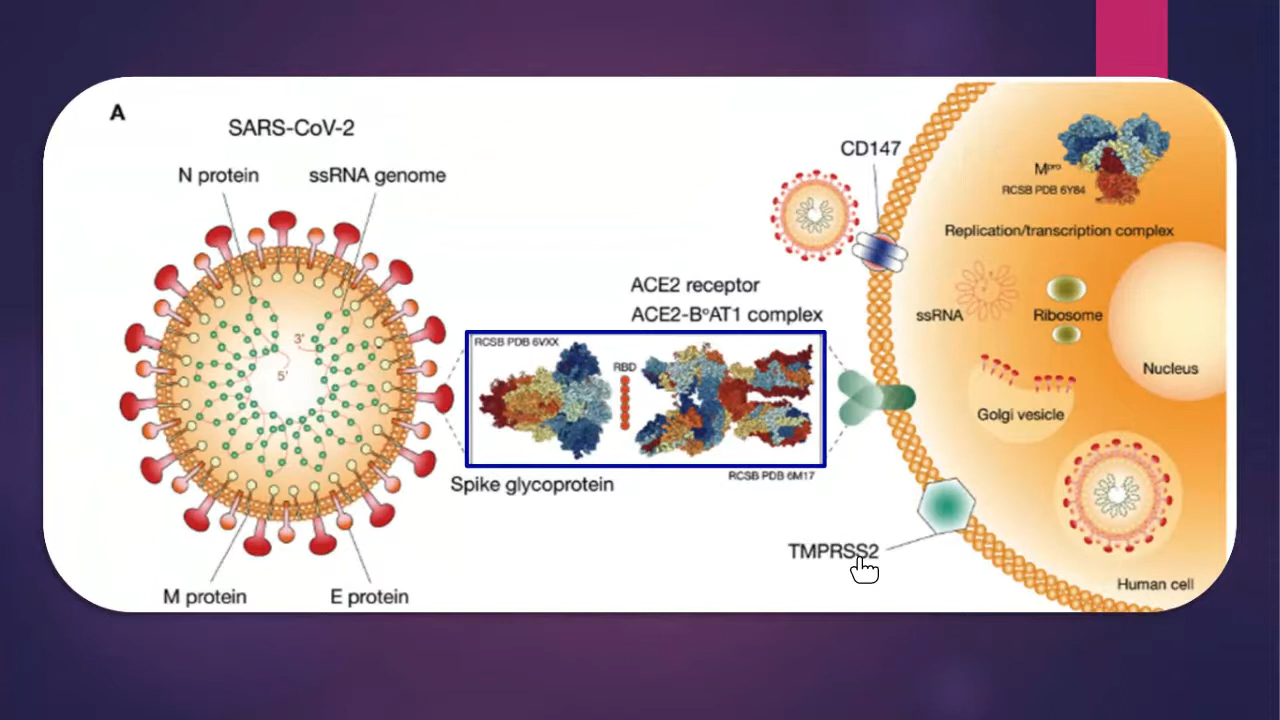 A
SARS-CoV-2
N protein
ssRNA genome
3'
5'
M protein
E protein
ACE2 receptor
ACE2-B°AT1 complex
RCSB PDB 6VXX
RBD
RCSB PDB 6M17
Spike glycoprotein
CD147
TMPRSS2
Mpro
RCSB PDB 6Y84
Replication/transcription complex
ssRNA
Ribosome
Nucleus
Golgi vesicle
Human cell